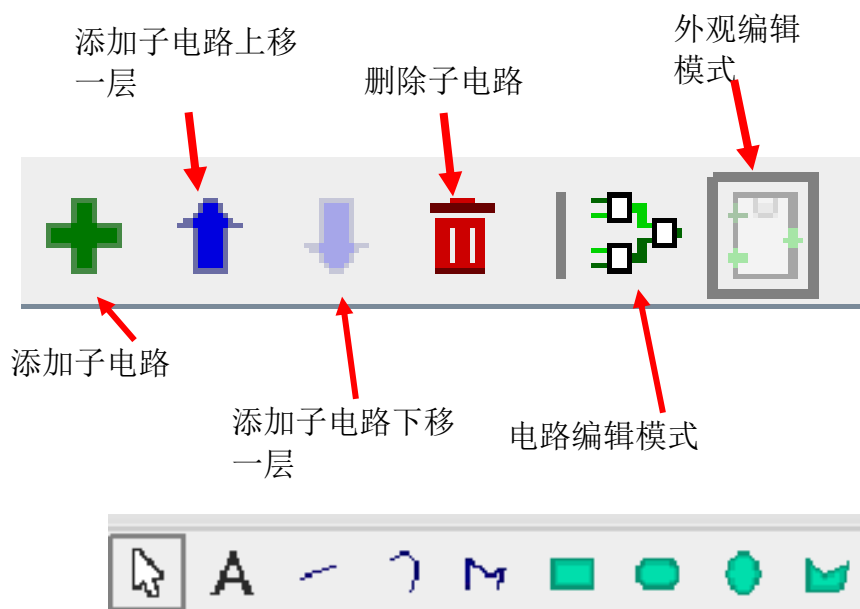 添加子电路上移
一层
删除子电路
外观编辑
模式
添加子电路
添加子电路下移
一层
电路编辑模式
A